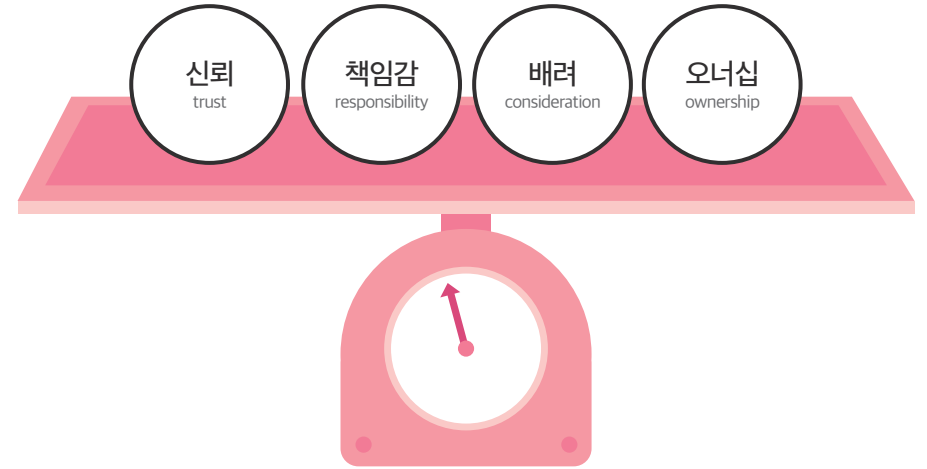 신뢰
trust
책임감
responsibility
배려
consideration
오너십
ownership